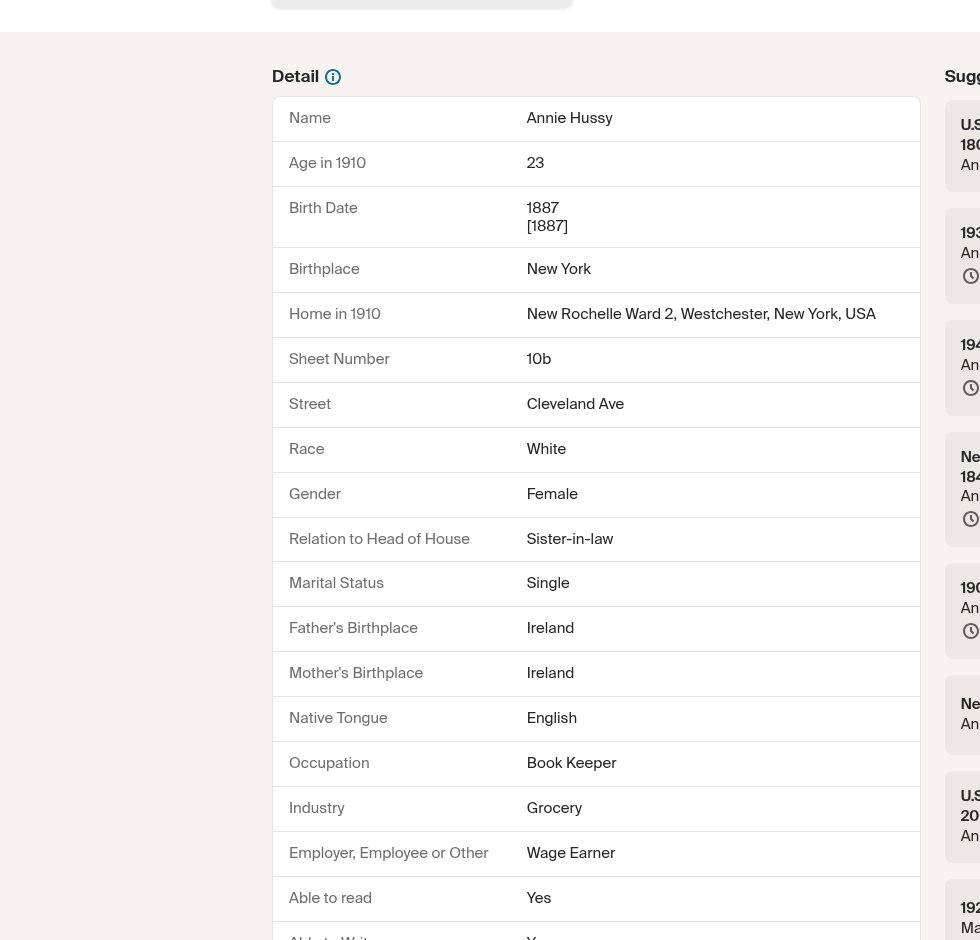 Detail
Name Annie Hussy
Age in 1910 23
Birth Date 1887
[1887]
Birthplace New York
Home in 1910 New Rochelle Ward 2, Westchester, New York, USA
Sheet Number 10b
Street Cleveland Ave
Race White
Gender Female
Relation to Head of House Sister-in-law
Marital Status Single
Father's Birthplace Ireland
Mother's Birthplace Ireland
Native Tongue English
Occupation Book Keeper
Industry Grocery
Employer, Employee or Other Wage Earner
Able to read Yes